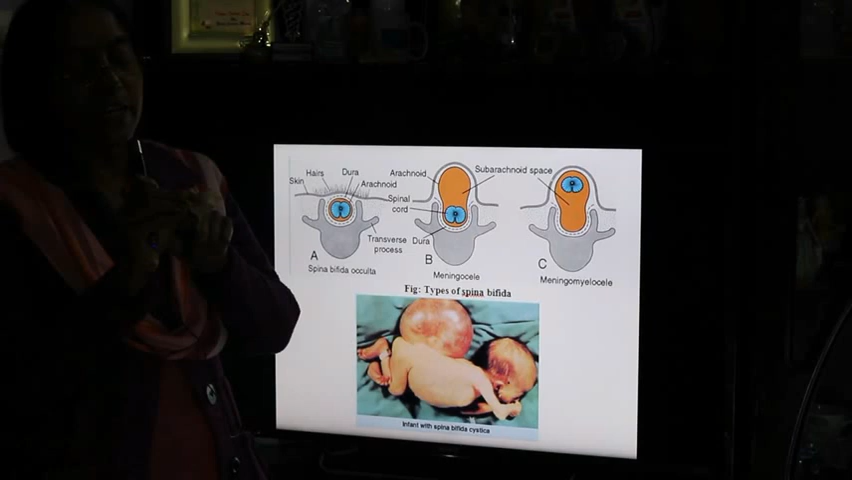 Hairs
Dura
Skin
Arachnoid
Transverse
process
A
Spina bifida occulta
Arachnoid
Subarachnoid space
Spinal
cord
Dura
B
Meningocele
C
Meningomyelocele
Fig: Types of spina bifida
Infant with spina bifida cystica